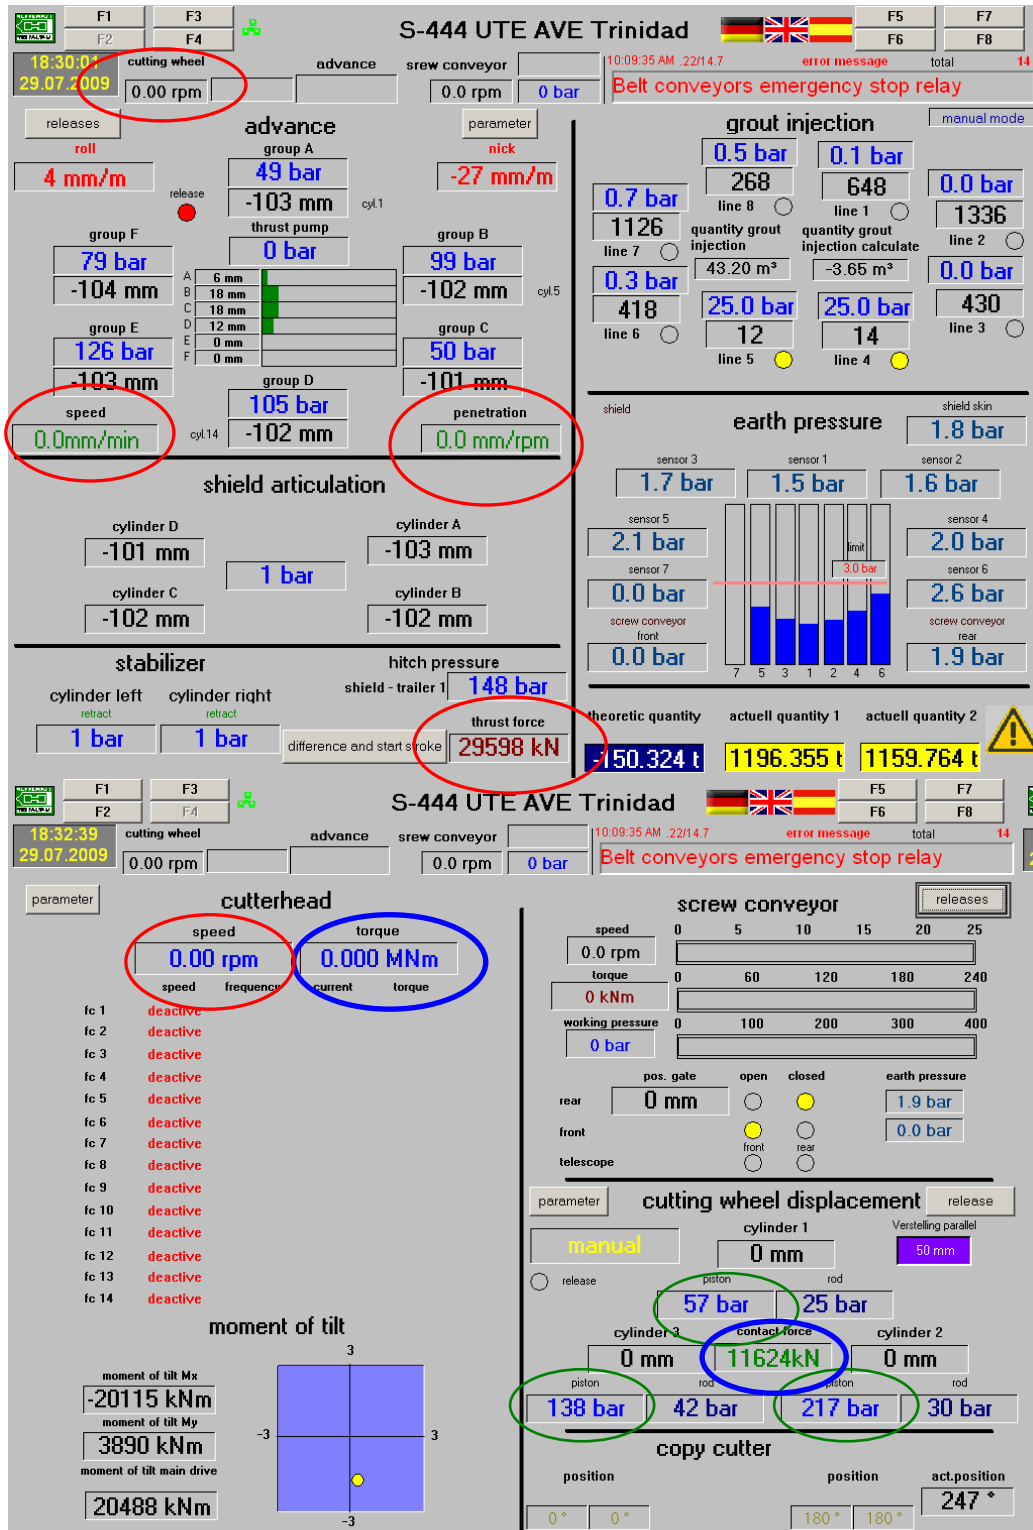 F1 F3 S-444 UTE AVE Trinidad F5 F7
F2 F4 F6 F8
18:30:01 cutting wheel advance srew conveyor 10:09:35 AM .22/14.7 error message total 14
29.07.2009 0.00 rpm 0.0 rpm 0 bar Belt conveyors emergency stop relay
releases advance parameter
roll group A nick
4 mm/m 49 bar -27 mm/m
release -103 mm cyl.1
group F thrust pump group B
79 bar 0 bar 99 bar
-104 mm -102 mm cyl.5
A 6 mm
B 18 mm
C 18 mm
D 12 mm
E 0 mm
F 0 mm
group E group C
126 bar 50 bar
-103 mm -101 mm
group D
105 bar
cyl.14 -102 mm
speed penetration
0.0mm/min 0.0 mm/rpm
shield articulation
cylinder D cylinder A
-101 mm -103 mm
1 bar
cylinder C cylinder B
-102 mm -102 mm
stabilizer hitch pressure
cylinder left cylinder right shield - trailer 1 148 bar
retract retract
1 bar 1 bar
thrust force
difference and start stroke 29598 kN
grout injection manual mode
0.5 bar 0.1 bar
268 648
line 8 line 1
0.7 bar 0.0 bar
1126 1336
line 7 line 2
quantity grout injection quantity grout injection calculate
43.20 m³ -3.65 m³
0.3 bar 25.0 bar 25.0 bar 0.0 bar
418 12 14 430
line 6 line 5 line 4 line 3
shield earth pressure shield skin
1.8 bar
sensor 3 sensor 1 sensor 2
1.7 bar 1.5 bar 1.6 bar
sensor 5 sensor 4
2.1 bar limit 2.0 bar
sensor 7 3.0 bar sensor 6
0.0 bar 2.6 bar
screw conveyor screw conveyor
front rear
0.0 bar 1.9 bar
7 5 3 1 2 4 6
theoretic quantity actuell quantity 1 actuell quantity 2
-150.324 t 1196.355 t 1159.764 t
F1 F3 S-444 UTE AVE Trinidad F5 F7
F2 F4 F6 F8
18:32:39 cutting wheel advance srew conveyor 10:09:35 AM .22/14.7 error message total 14
29.07.2009 0.00 rpm 0.0 rpm 0 bar Belt conveyors emergency stop relay
parameter cutterhead
speed torque
0.00 rpm 0.000 MNm
speed frequency current torque
fc 1 deactive
fc 2 deactive
fc 3 deactive
fc 4 deactive
fc 5 deactive
fc 6 deactive
fc 7 deactive
fc 8 deactive
fc 9 deactive
fc 10 deactive
fc 11 deactive
fc 12 deactive
fc 13 deactive
fc 14 deactive
moment of tilt
3
moment of tilt Mx
-20115 kNm
moment of tilt My
3890 kNm
-3 3
moment of tilt main drive
20488 kNm
-3
screw conveyor releases
speed 0 5 10 15 20 25
0.0 rpm
torque 0 60 120 180 240
0 kNm
working pressure 0 100 200 300 400
0 bar
pos. gate open closed earth pressure
rear 0 mm 1.9 bar
front 0.0 bar
front rear
telescope
parameter cutting wheel displacement release
cylinder 1 Verstelling parallel
manual 0 mm 50 mm
release piston rod
57 bar 25 bar
cylinder 3 contact force cylinder 2
0 mm 11624kN 0 mm
piston rod piston rod
138 bar 42 bar 217 bar 30 bar
copy cutter
position position act.position
247 °
0 ° 0 ° 180 ° 180 °